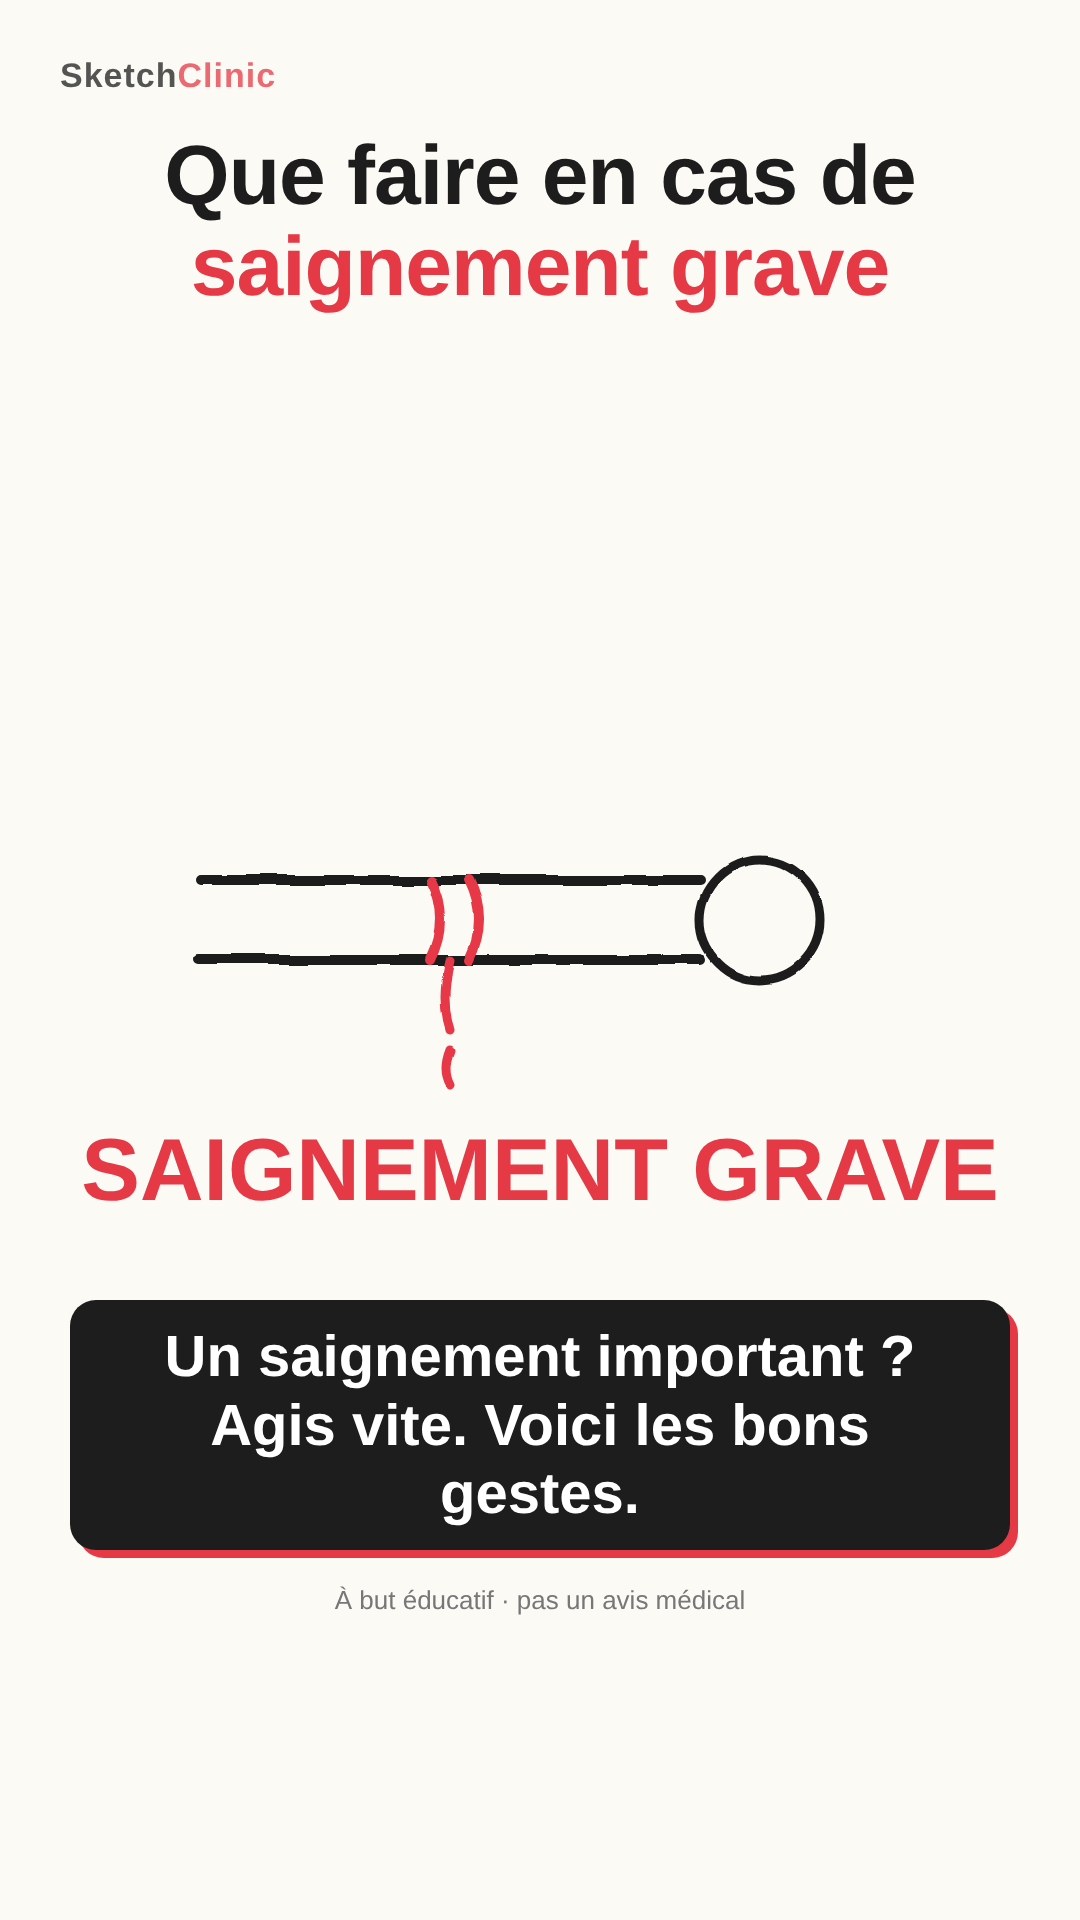 SketchClinic
Que faire en cas de
saignement grave
SAIGNEMENT GRAVE
Un saignement important ?
Agis vite. Voici les bons
gestes.
À but éducatif · pas un avis médical